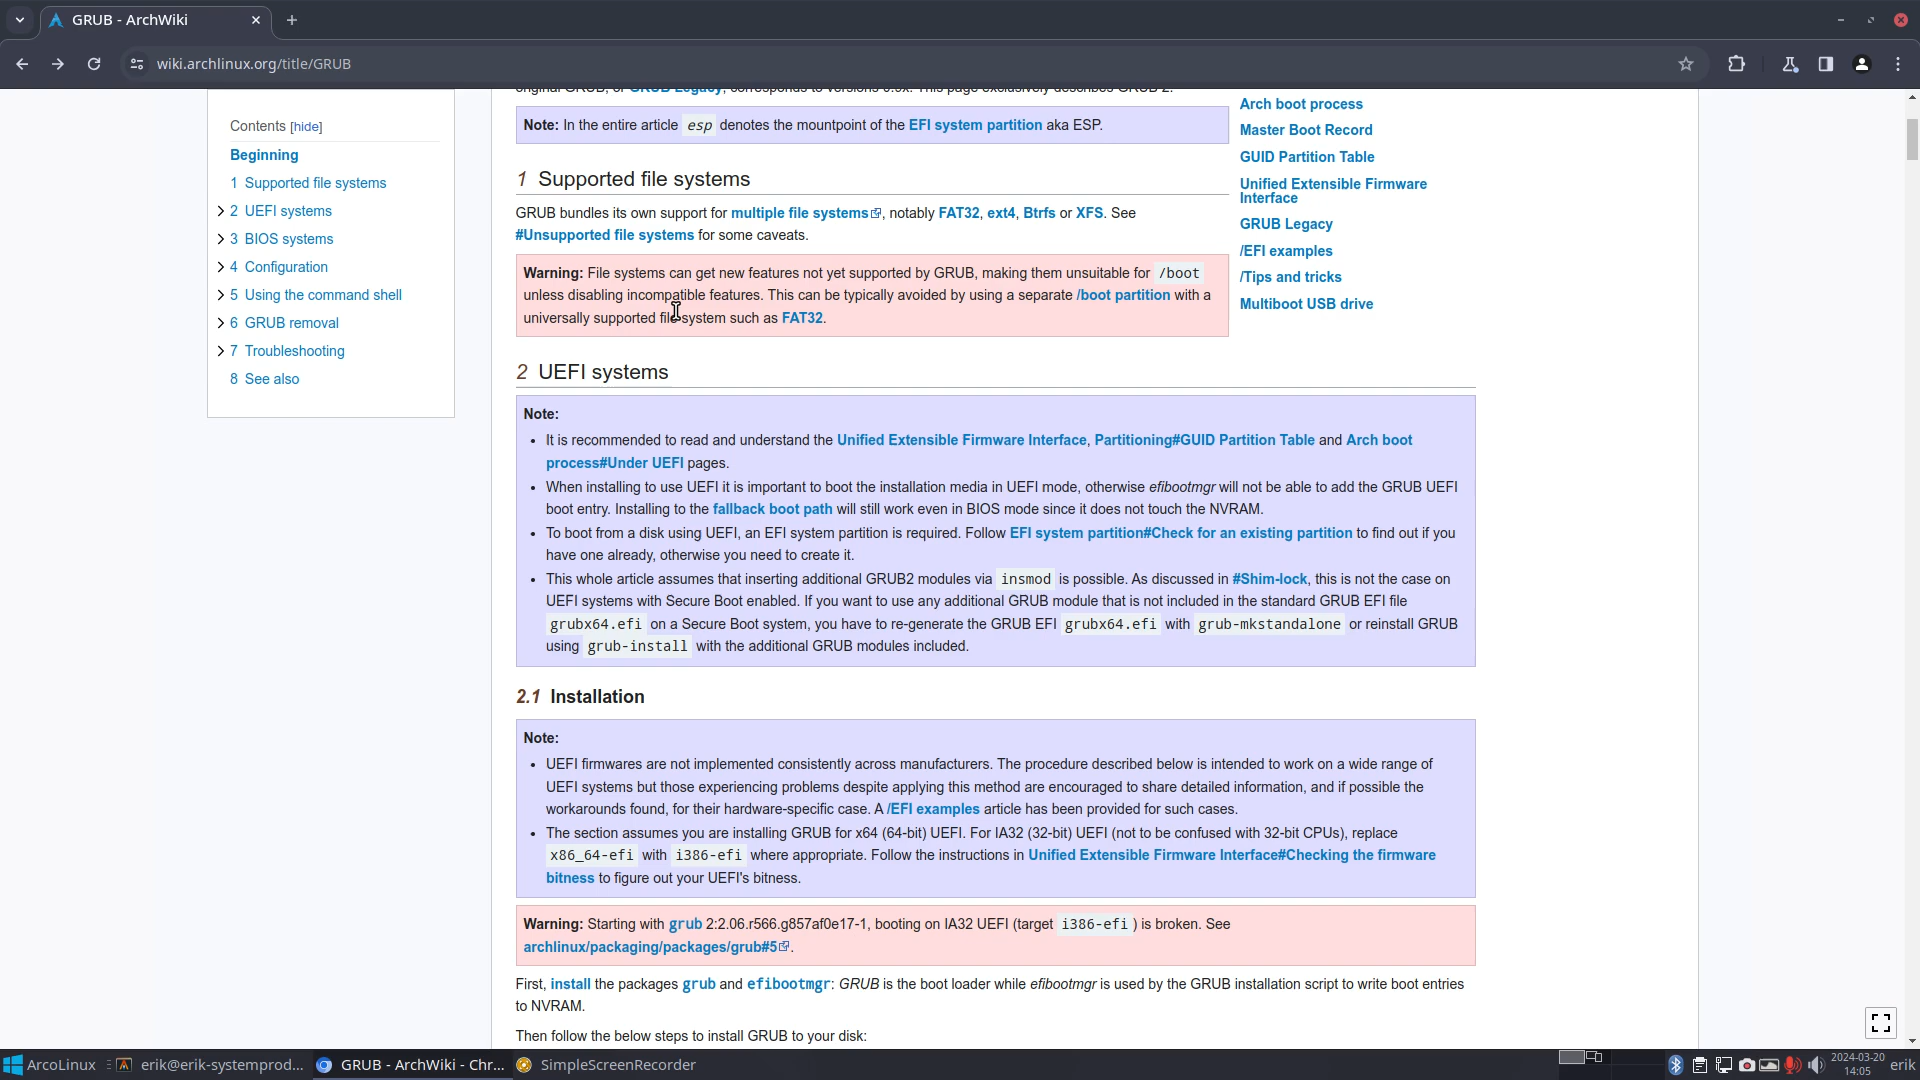 GRUB - ArchWiki
wiki.archlinux.org/title/GRUB
Contents [hide]
Beginning
1 Supported file systems
2 UEFI systems
3 BIOS systems
4 Configuration
5 Using the command shell
6 GRUB removal
7 Troubleshooting
8 See also
original GRUB, or GRUB Legacy, corresponds to versions 0.9x. This page exclusively describes GRUB 2.
Note: In the entire article esp denotes the mountpoint of the EFI system partition aka ESP.
1 Supported file systems
GRUB bundles its own support for multiple file systems, notably FAT32, ext4, Btrfs or XFS. See
#Unsupported file systems for some caveats.
Warning: File systems can get new features not yet supported by GRUB, making them unsuitable for /boot
unless disabling incompatible features. This can be typically avoided by using a separate /boot partition with a
universally supported file system such as FAT32.
Arch boot process
Master Boot Record
GUID Partition Table
Unified Extensible Firmware
Interface
GRUB Legacy
/EFI examples
/Tips and tricks
Multiboot USB drive
2 UEFI systems
Note:
• It is recommended to read and understand the Unified Extensible Firmware Interface, Partitioning#GUID Partition Table and Arch boot
process#Under UEFI pages.
• When installing to use UEFI it is important to boot the installation media in UEFI mode, otherwise efibootmgr will not be able to add the GRUB UEFI
boot entry. Installing to the fallback boot path will still work even in BIOS mode since it does not touch the NVRAM.
• To boot from a disk using UEFI, an EFI system partition is required. Follow EFI system partition#Check for an existing partition to find out if you
have one already, otherwise you need to create it.
• This whole article assumes that inserting additional GRUB2 modules via insmod is possible. As discussed in #Shim-lock, this is not the case on
UEFI systems with Secure Boot enabled. If you want to use any additional GRUB module that is not included in the standard GRUB EFI file
grubx64.efi on a Secure Boot system, you have to re-generate the GRUB EFI grubx64.efi with grub-mkstandalone or reinstall GRUB
using grub-install with the additional GRUB modules included.
2.1 Installation
Note:
• UEFI firmwares are not implemented consistently across manufacturers. The procedure described below is intended to work on a wide range of
UEFI systems but those experiencing problems despite applying this method are encouraged to share detailed information, and if possible the
workarounds found, for their hardware-specific case. A /EFI examples article has been provided for such cases.
• The section assumes you are installing GRUB for x64 (64-bit) UEFI. For IA32 (32-bit) UEFI (not to be confused with 32-bit CPUs), replace
x86_64-efi with i386-efi where appropriate. Follow the instructions in Unified Extensible Firmware Interface#Checking the firmware
bitness to figure out your UEFI's bitness.
Warning: Starting with grub 2:2.06.r566.g857af0e17-1, booting on IA32 UEFI (target i386-efi) is broken. See
archlinux/packaging/packages/grub#5.
First, install the packages grub and efibootmgr: GRUB is the boot loader while efibootmgr is used by the GRUB installation script to write boot entries
to NVRAM.
Then follow the below steps to install GRUB to your disk:
ArcoLinux
erik@erik-systemprod...
GRUB - ArchWiki - Chr...
SimpleScreenRecorder
2024-03-20
14:05
erik